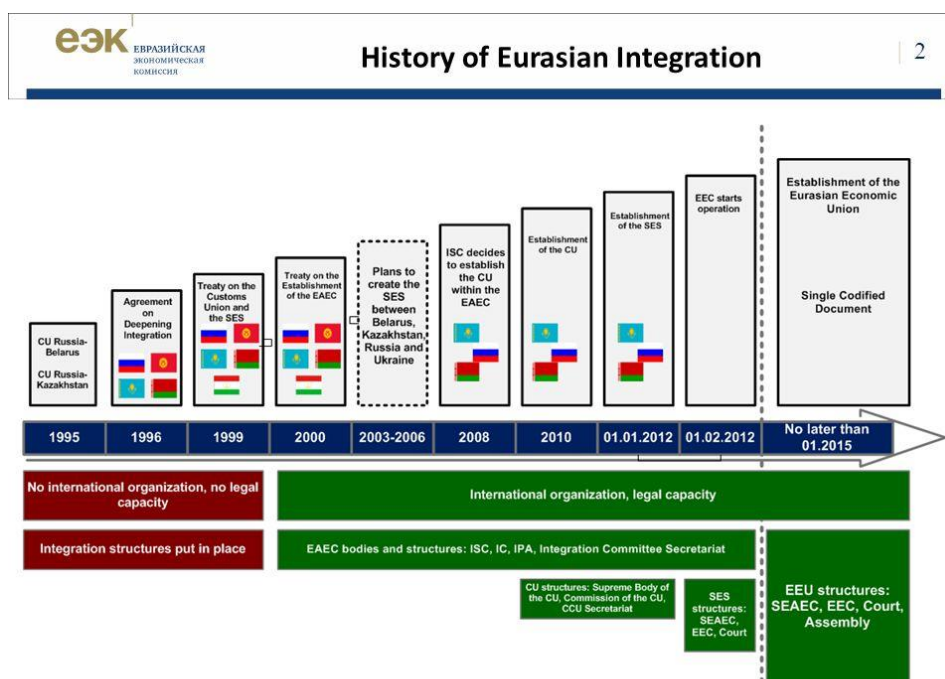 еэк
ЕВРАЗИЙСКАЯ
ЭКОНОМИЧЕСКАЯ
КОМИССИЯ
History of Eurasian Integration
2
CU Russia-
Belarus
CU Russia-
Kazakhstan
Agreement
on
Deepening
Integration
Treaty on the
Customs
Union and
the SES
Treaty on the
Establishment
of the EAEC
Plans to
create the
SES
between
Belarus,
Kazakhstan,
Russia and
Ukraine
ISC decides
to establish
the CU
within the
EAEC
Establishment
of the CU
Establishment
of the SES
EEC starts
operation
Establishment of the
Eurasian Economic
Union
Single Codified
Document
1995
1996
1999
2000
2003-2006
2008
2010
01.01.2012
01.02.2012
No later than
01.2015
No international organization, no legal
capacity
International organization, legal capacity
Integration structures put in place
EAEC bodies and structures: ISC, IC, IPA, Integration Committee Secretariat
CU structures: Supreme Body of
the CU, Commission of the CU,
CCU Secretariat
SES
structures:
SEAEC,
EEC, Court
EEU structures:
SEAEC, EEC, Court,
Assembly